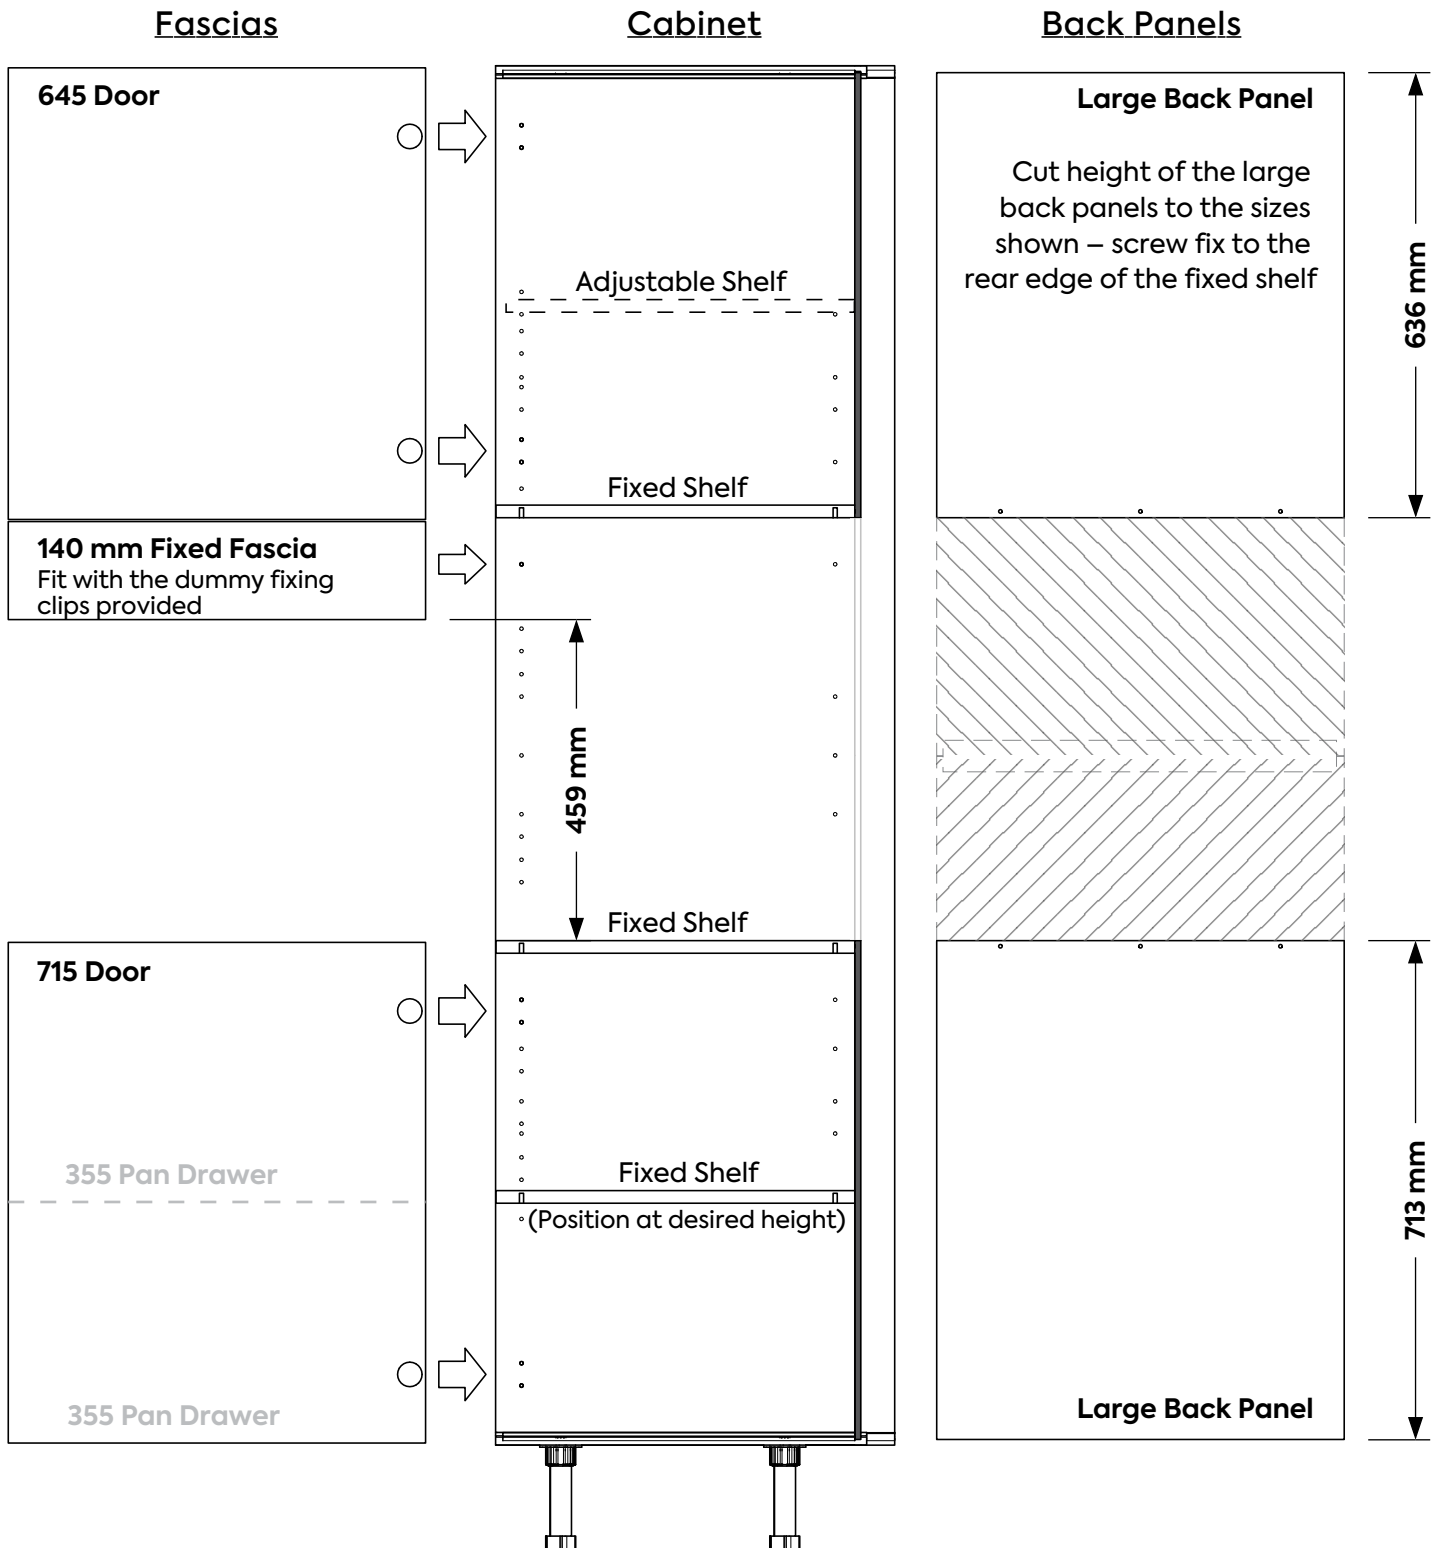 Fascias
Cabinet
Back Panels
645 Door
Large Back Panel
Cut height of the large
back panels to the sizes
shown – screw fix to the
rear edge of the fixed shelf
636 mm
Adjustable Shelf
Fixed Shelf
140 mm Fixed Fascia
Fit with the dummy fixing
clips provided
459 mm
Fixed Shelf
715 Door
355 Pan Drawer
Fixed Shelf
(Position at desired height)
713 mm
355 Pan Drawer
Large Back Panel